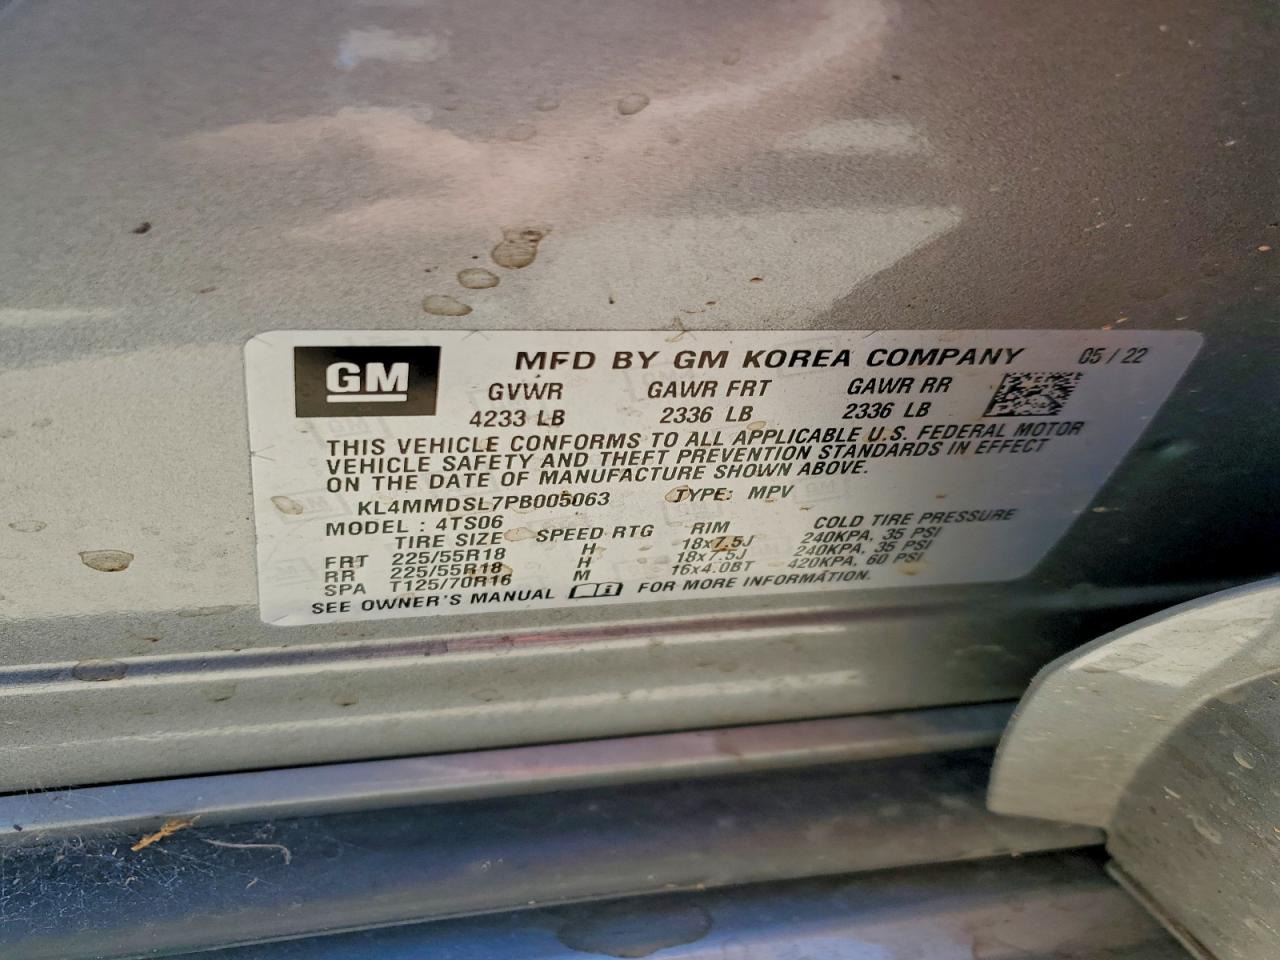 GM
MFD BY GM KOREA COMPANY 05 / 22
GVWR GAWR FRT GAWR RR
4233 LB 2336 LB 2336 LB
THIS VEHICLE CONFORMS TO ALL APPLICABLE U.S. FEDERAL MOTOR
VEHICLE SAFETY AND THEFT PREVENTION STANDARDS IN EFFECT
ON THE DATE OF MANUFACTURE SHOWN ABOVE.
KL4MMDSL7PB005063 TYPE: MPV
MODEL : 4TS06
TIRE SIZE SPEED RTG RIM COLD TIRE PRESSURE
FRT 225/55R18 H 18x7.5J 240KPA, 35 PSI
RR 225/55R18 H 18x7.5J 240KPA, 35 PSI
SPA T125/70R16 M 16x4.0BT 420KPA, 60 PSI
SEE OWNER'S MANUAL i FOR MORE INFORMATION.